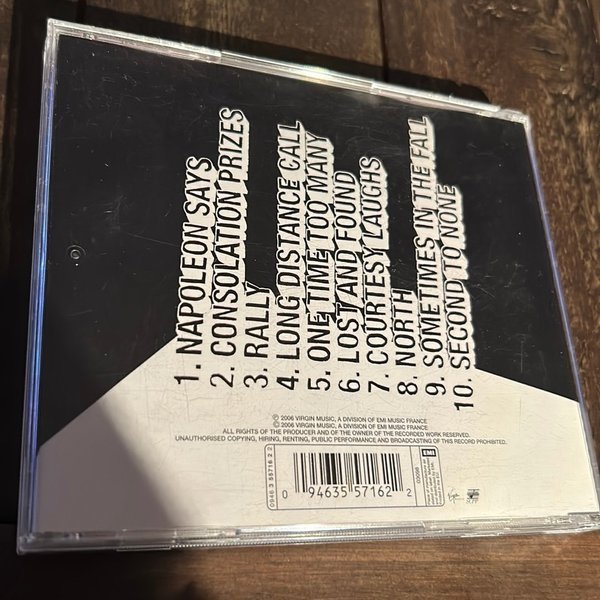 1. NAPOLEON SAYS
2. CONSOLATION PRIZES
3. RALLY
4. LONG DISTANCE CALL
5. ONE TIME TOO MANY
6. LOST AND FOUND
7. COURTESY LAUGHS
8. NORTH
9. SOMETIMES IN THE FALL
10. SECOND TO NONE
℗ 2006 VIRGIN MUSIC, A DIVISION OF EMI MUSIC FRANCE
© 2006 VIRGIN MUSIC, A DIVISION OF EMI MUSIC FRANCE
ALL RIGHTS OF THE PRODUCER AND OF THE OWNER OF THE RECORDED WORK RESERVED.
UNAUTHORISED COPYING, HIRING, RENTING, PUBLIC PERFORMANCE AND BROADCASTING OF THIS RECORD PROHIBITED.
0946 3 55716 2 2
0 94635 57162 2
EMI
Virgin